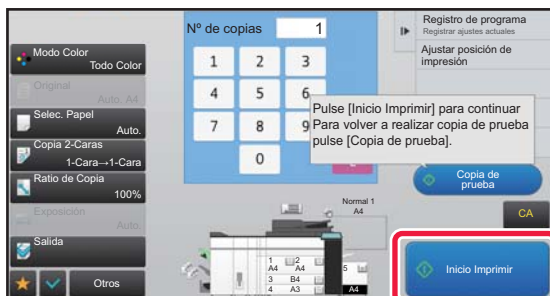 Nº de copias 1
Registro de programa
Registrar ajustes actuales
Ajustar posición de
impresión
Modo Color
Todo Color
Original
Auto. A4
Selec. Papel
Auto.
Copia 2-Caras
1-Cara→1-Cara
Ratio de Copia
100%
Exposición
Auto.
Salida
Otros
1 2 3
4 5 6
7 8 9
0
Pulse [Inicio Imprimir] para continuar
Para volver a realizar copia de prueba
pulse [Copia de prueba].
Copia de
prueba
Normal 1
A4
CA
1 A4 2 A4
3 B4
4 A3
5
A4
Inicio Imprimir